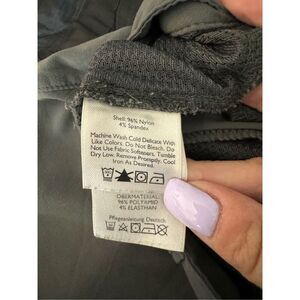 Shell: 96% Nylon
4% Spandex
Machine Wash Cold Delicate With
Like Colors. Do Not Bleach. Do
Not Use Fabric Softeners. Tumble
Dry Low. Remove Promptly. Cool
Iron As Desired.
OBERMATERIAL
96% POLYAMID
4% ELASTHAN
Pflegeanleitung Deutsch